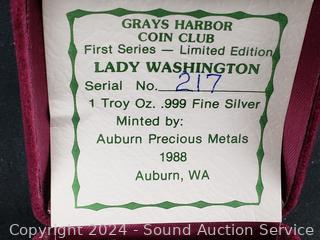 GRAYS HARBOR
COIN CLUB
First Series — Limited Edition
LADY WASHINGTON
Serial No. 217
1 Troy Oz. .999 Fine Silver
Minted by:
Auburn Precious Metals
1988
Auburn, WA
Copyright 2024 - Sound Auction Service